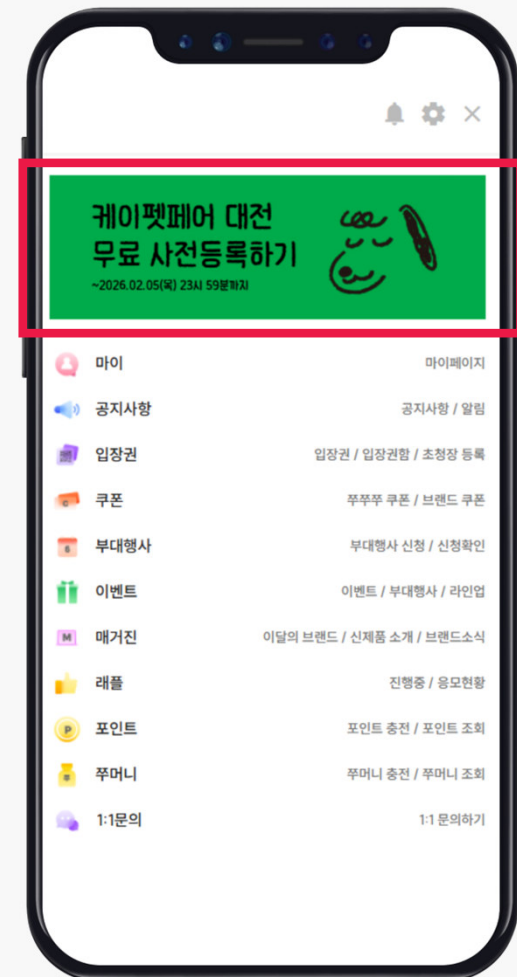 케이펫페어 대전
무료 사전등록하기
~2026.02.05(목) 23시 59분까지
마이 마이페이지
공지사항 공지사항 / 알림
입장권 입장권 / 입장권함 / 초청장 등록
쿠폰 쭈쭈쭈 쿠폰 / 브랜드 쿠폰
부대행사 부대행사 신청 / 신청확인
이벤트 이벤트 / 부대행사 / 라인업
M 매거진 이달의 브랜드 / 신제품 소개 / 브랜드소식
래플 진행중 / 응모현황
P 포인트 포인트 충전 / 포인트 조회
쭈머니 쭈머니 충전 / 쭈머니 조회
1:1문의 1:1 문의하기